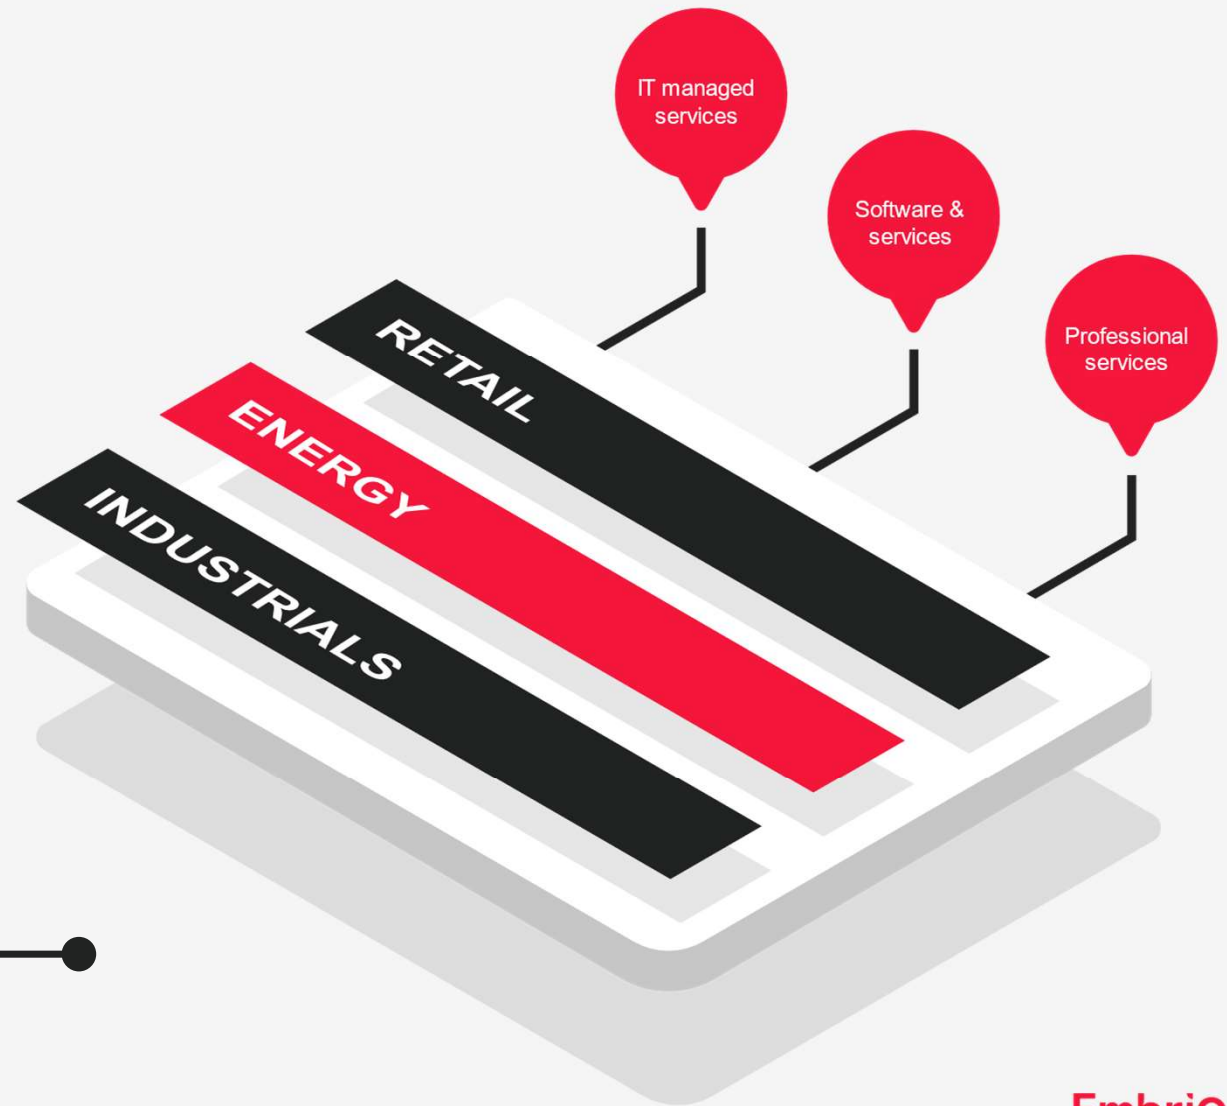 IT managed
services
Software &
services
Professional
services
RETAIL
ENERGY
INDUSTRIALS